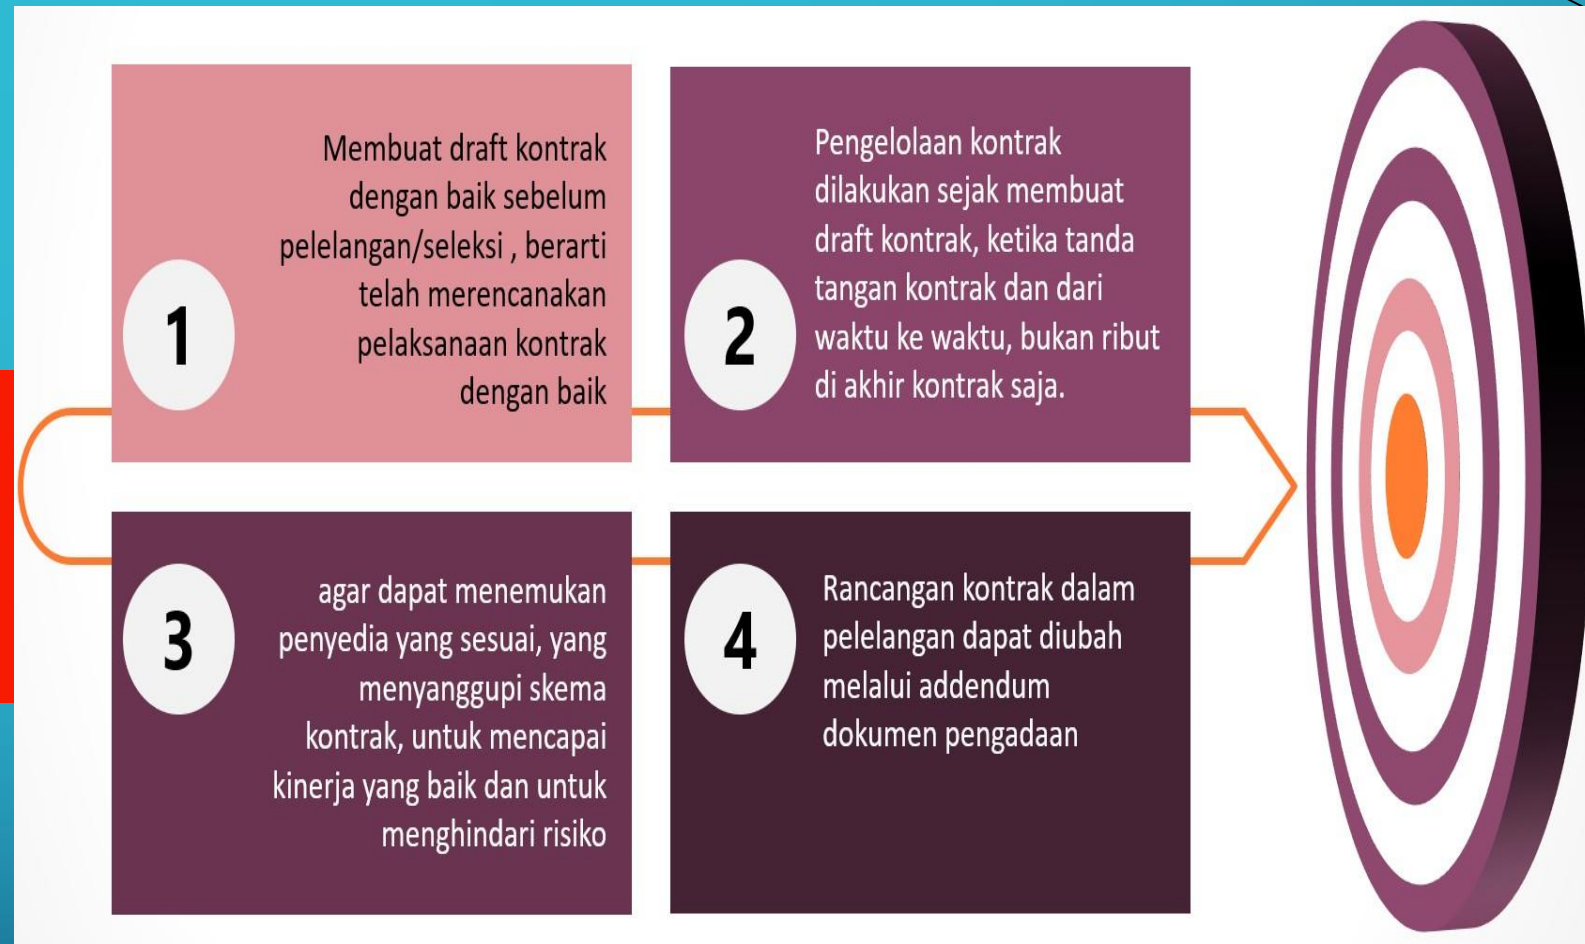 1
Membuat draft kontrak
dengan baik sebelum
pelelangan/seleksi , berarti
telah merencanakan
pelaksanaan kontrak
dengan baik
2
Pengelolaan kontrak
dilakukan sejak membuat
draft kontrak, ketika tanda
tangan kontrak dan dari
waktu ke waktu, bukan ribut
di akhir kontrak saja.
3
agar dapat menemukan
penyedia yang sesuai, yang
menyanggupi skema
kontrak, untuk mencapai
kinerja yang baik dan untuk
menghindari risiko
4
Rancangan kontrak dalam
pelelangan dapat diubah
melalui addendum
dokumen pengadaan